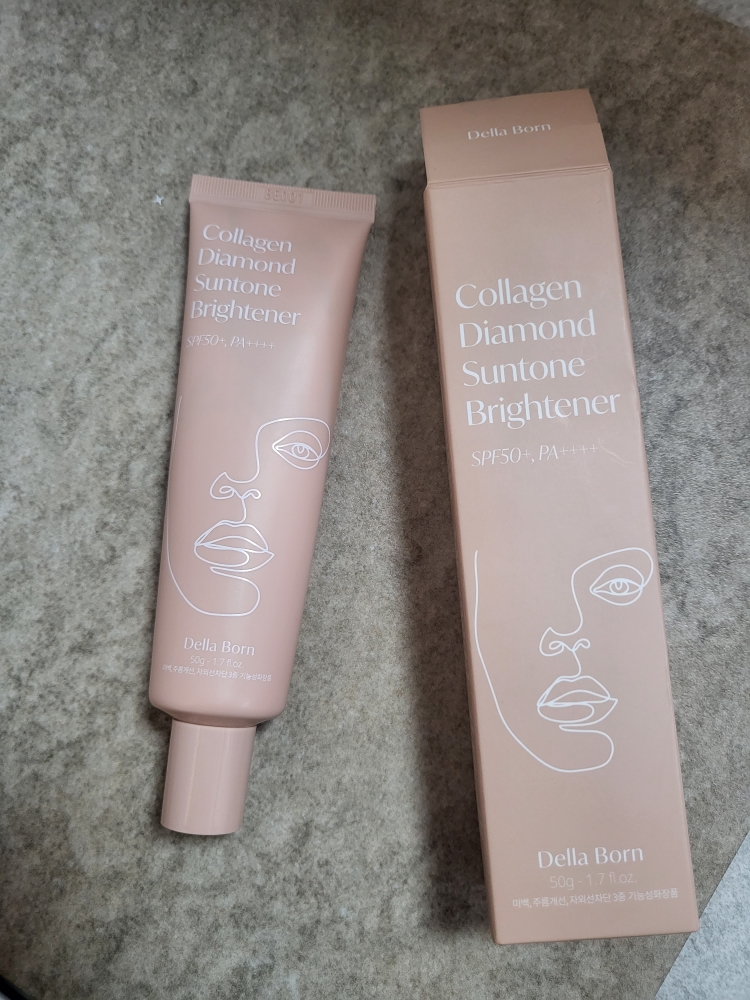 Collagen
Diamond
Suntone
Brightener
SPF50+, PA++++
Della Born
50g - 1.7 fl oz.
미백, 주름개선, 자외선차단 3종 기능성화장품
Della Born
Collagen
Diamond
Suntone
Brightener
SPF50+, PA++++
Della Born
50g - 1.7 fl oz.
미백, 주름개선, 자외선차단 3종 기능성화장품